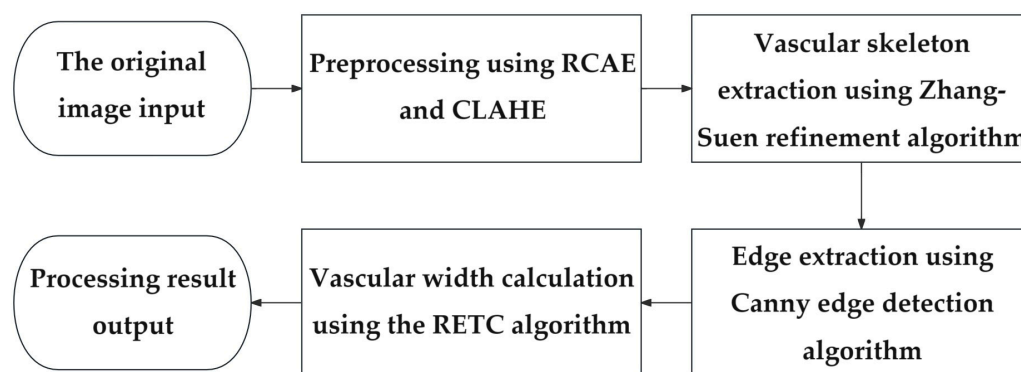 The original
image input
Preprocessing using RCAE
and CLAHE
Vascular skeleton
extraction using Zhang-
Suen refinement algorithm
Edge extraction using
Canny edge detection
algorithm
Vascular width calculation
using the RETC algorithm
Processing result
output